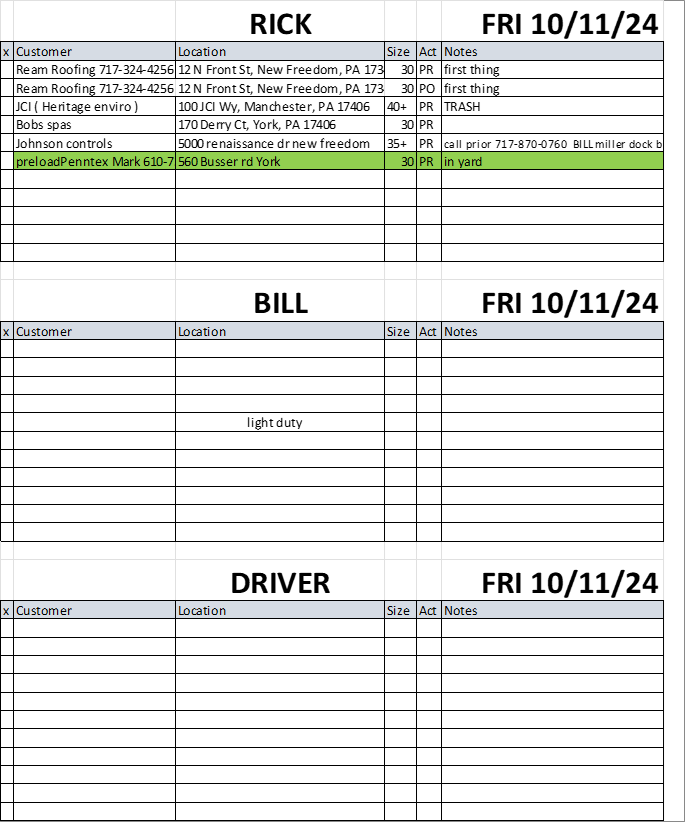 RICK FRI 10/11/24
x Customer Location Size Act Notes
Ream Roofing 717-324-4256 12 N Front St, New Freedom, PA 173 30 PR first thing
Ream Roofing 717-324-4256 12 N Front St, New Freedom, PA 173 30 PO first thing
JCI ( Heritage enviro ) 100 JCI Wy, Manchester, PA 17406 40+ PR TRASH
Bobs spas 170 Derry Ct, York, PA 17406 30 PR
Johnson controls 5000 renaissance dr new freedom 35+ PR call prior 717-870-0760 BILL miller dock b
preloadPenntex Mark 610-7 560 Busser rd York 30 PR in yard
BILL FRI 10/11/24
x Customer Location Size Act Notes
light duty
DRIVER FRI 10/11/24
x Customer Location Size Act Notes